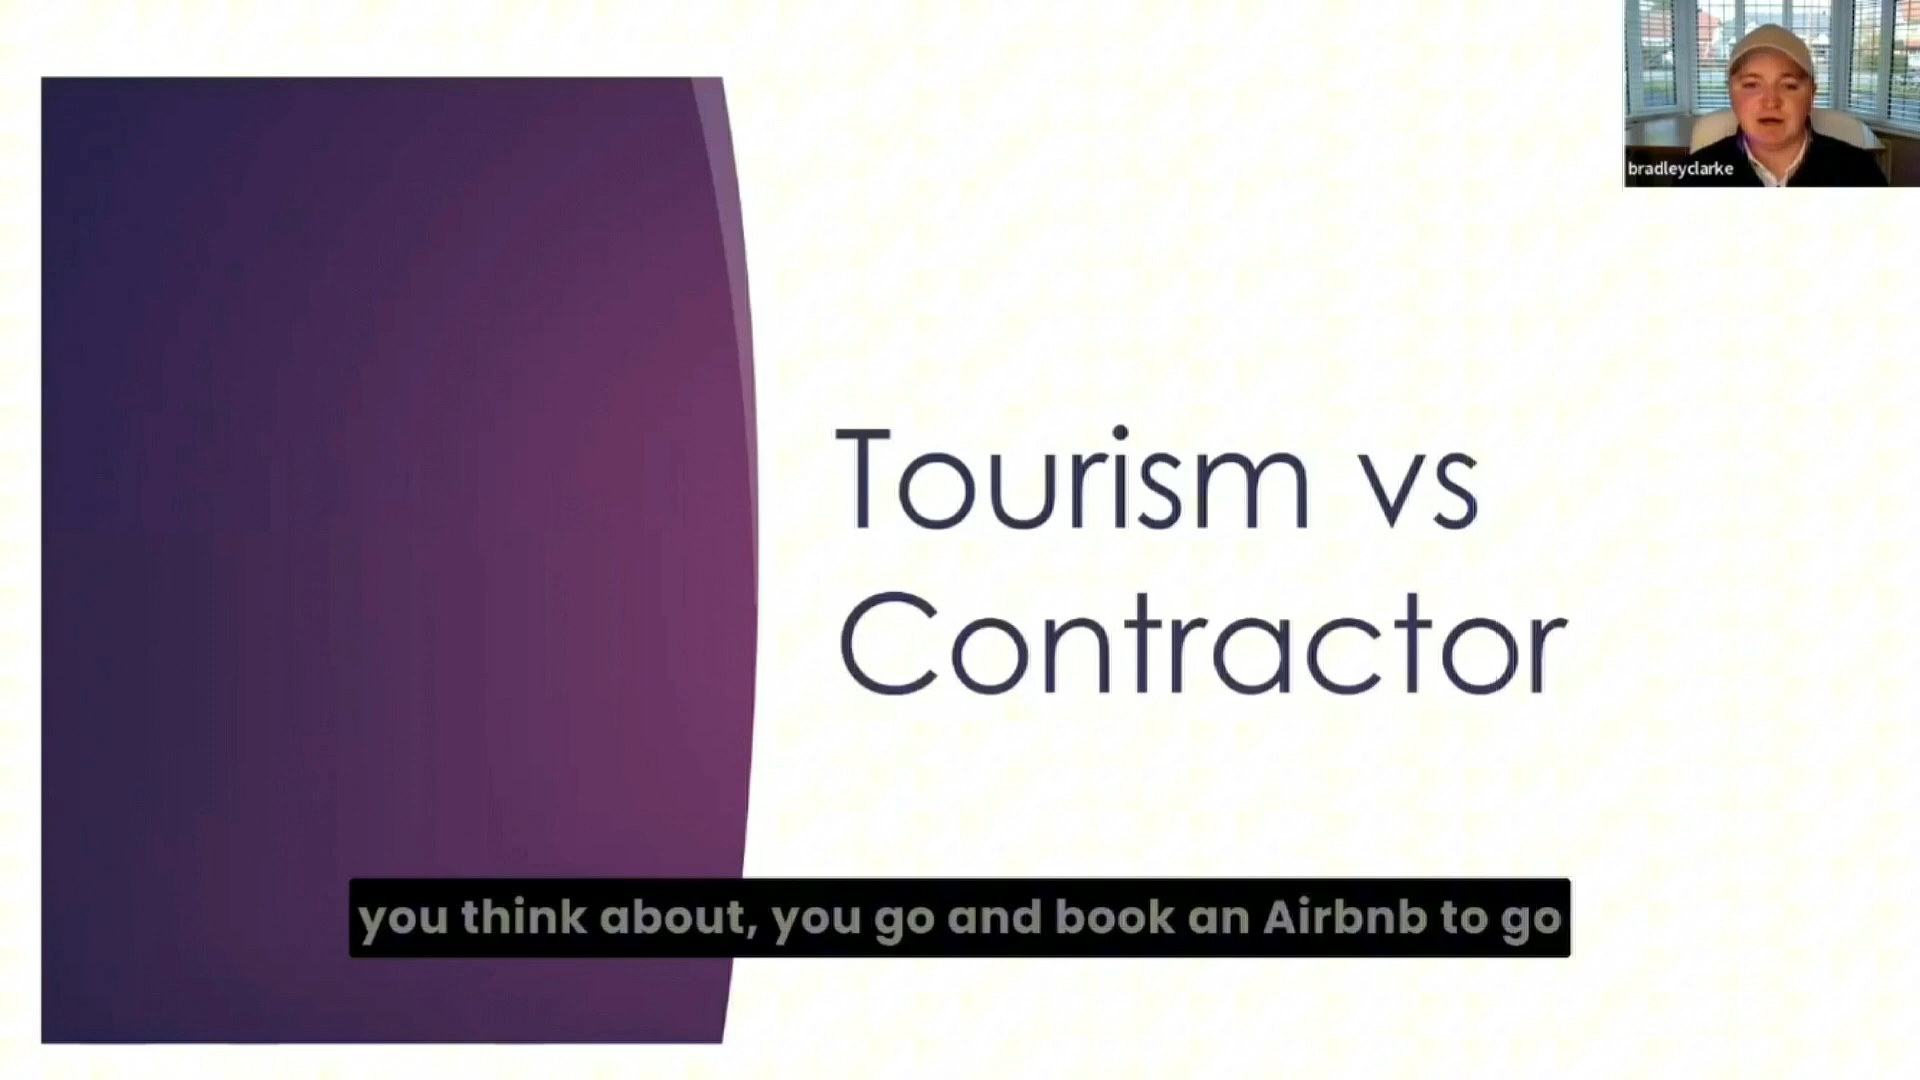 bradleyclarke
Tourism vs
Contractor
you think about, you go and book an Airbnb to go